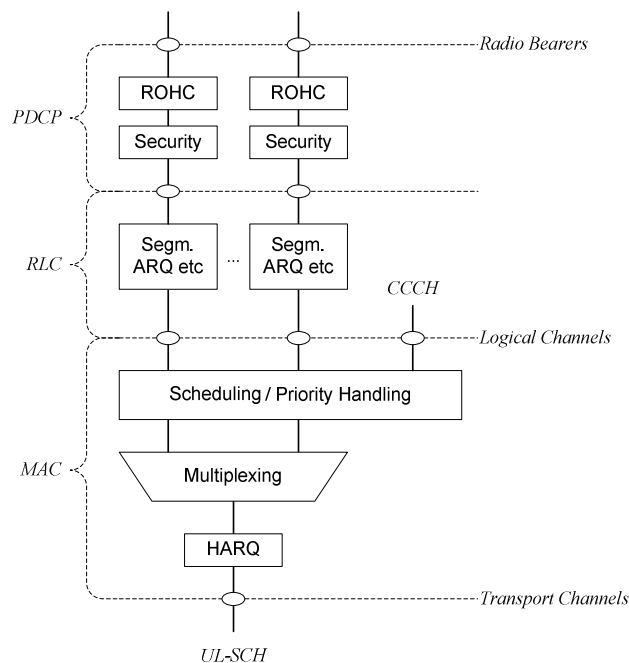 Radio Bearers
ROHC
ROHC
PDCP
Security
Security
Segm.
ARQ etc
...
Segm.
ARQ etc
RLC
CCCH
Logical Channels
Scheduling / Priority Handling
Multiplexing
MAC
HARQ
Transport Channels
UL-SCH